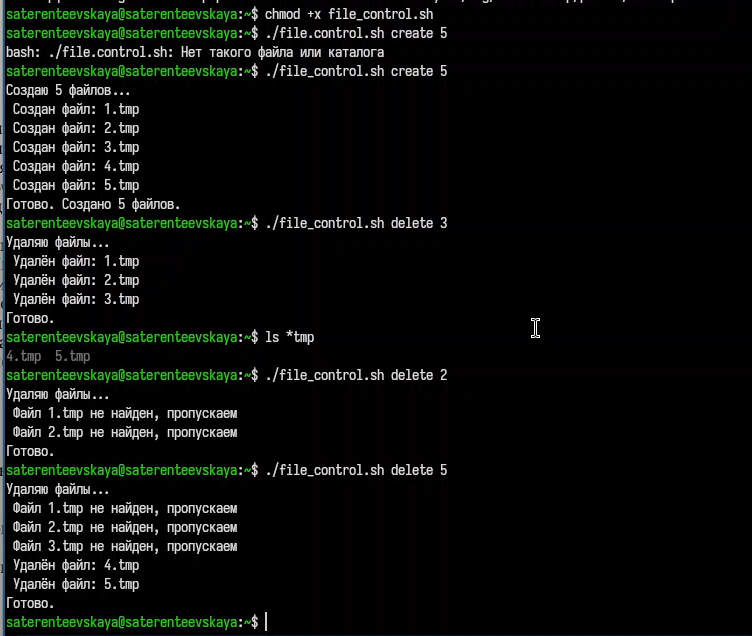 saterenteevskaya@saterenteevskaya:~$ chmod +x file_control.sh
saterenteevskaya@saterenteevskaya:~$ ./file.control.sh create 5
bash: ./file.control.sh: Нет такого файла или каталога
saterenteevskaya@saterenteevskaya:~$ ./file_control.sh create 5
Создаю 5 файлов...
Создан файл: 1.tmp
Создан файл: 2.tmp
Создан файл: 3.tmp
Создан файл: 4.tmp
Создан файл: 5.tmp
Готово. Создано 5 файлов.
saterenteevskaya@saterenteevskaya:~$ ./file_control.sh delete 3
Удаляю файлы...
Удалён файл: 1.tmp
Удалён файл: 2.tmp
Удалён файл: 3.tmp
Готово.
saterenteevskaya@saterenteevskaya:~$ ls *tmp
4.tmp  5.tmp
saterenteevskaya@saterenteevskaya:~$ ./file_control.sh delete 2
Удаляю файлы...
Файл 1.tmp не найден, пропускаем
Файл 2.tmp не найден, пропускаем
Готово.
saterenteevskaya@saterenteevskaya:~$ ./file_control.sh delete 5
Удаляю файлы...
Файл 1.tmp не найден, пропускаем
Файл 2.tmp не найден, пропускаем
Файл 3.tmp не найден, пропускаем
Удалён файл: 4.tmp
Удалён файл: 5.tmp
Готово.
saterenteevskaya@saterenteevskaya:~$